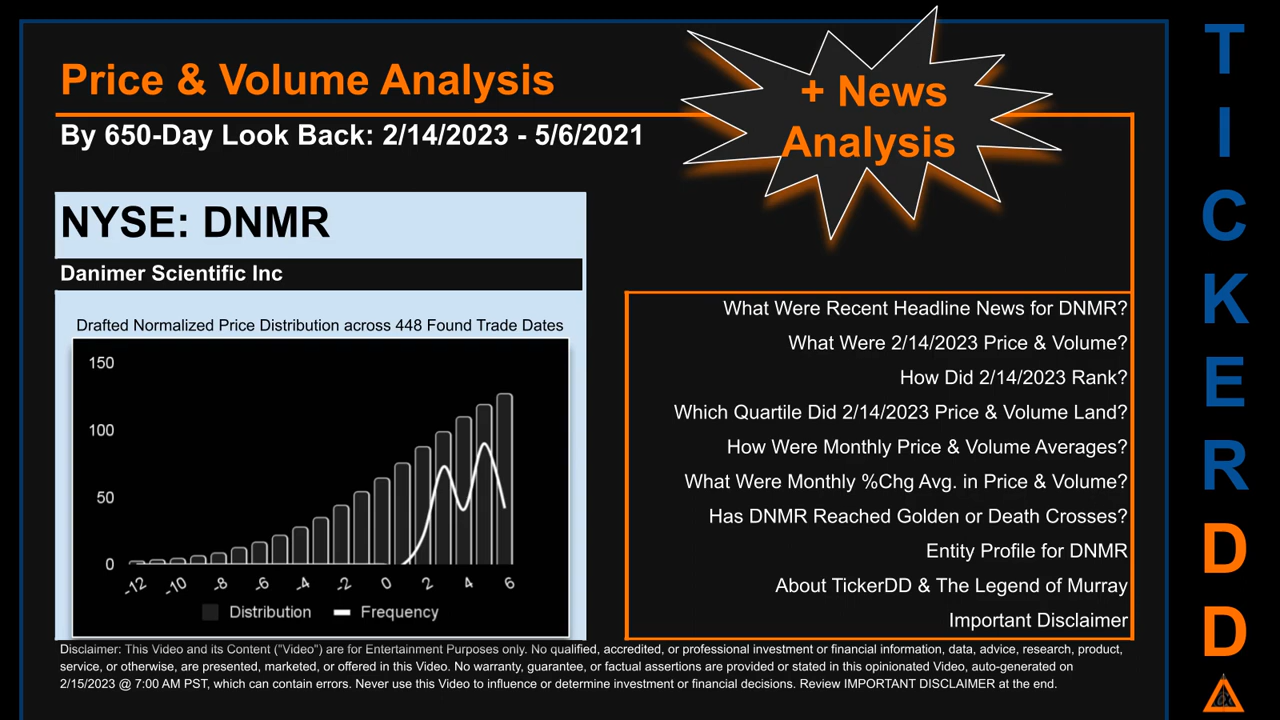 Price & Volume Analysis
+ News
Analysis
By 650-Day Look Back: 2/14/2023 - 5/6/2021
NYSE: DNMR
Danimer Scientific Inc
Drafted Normalized Price Distribution across 448 Found Trade Dates
150
100
50
0
-12 -10 -8 -6 -4 -2 0 2 4 6
Distribution Frequency
What Were Recent Headline News for DNMR?
What Were 2/14/2023 Price & Volume?
How Did 2/14/2023 Rank?
Which Quartile Did 2/14/2023 Price & Volume Land?
How Were Monthly Price & Volume Averages?
What Were Monthly %Chg Avg. in Price & Volume?
Has DNMR Reached Golden or Death Crosses?
Entity Profile for DNMR
About TickerDD & The Legend of Murray
Important Disclaimer
Disclaimer: This Video and its Content ("Video") are for Entertainment Purposes only. No qualified, accredited, or professional investment or financial information, data, advice, research, product,
service, or otherwise, are presented, marketed, or offered in this Video. No warranty, guarantee, or factual assertions are provided or stated in this opinionated Video, auto-generated on
2/15/2023 @ 7:00 AM PST, which can contain errors. Never use this Video to influence or determine investment or financial decisions. Review IMPORTANT DISCLAIMER at the end.
T
I
C
K
E
R
D
D